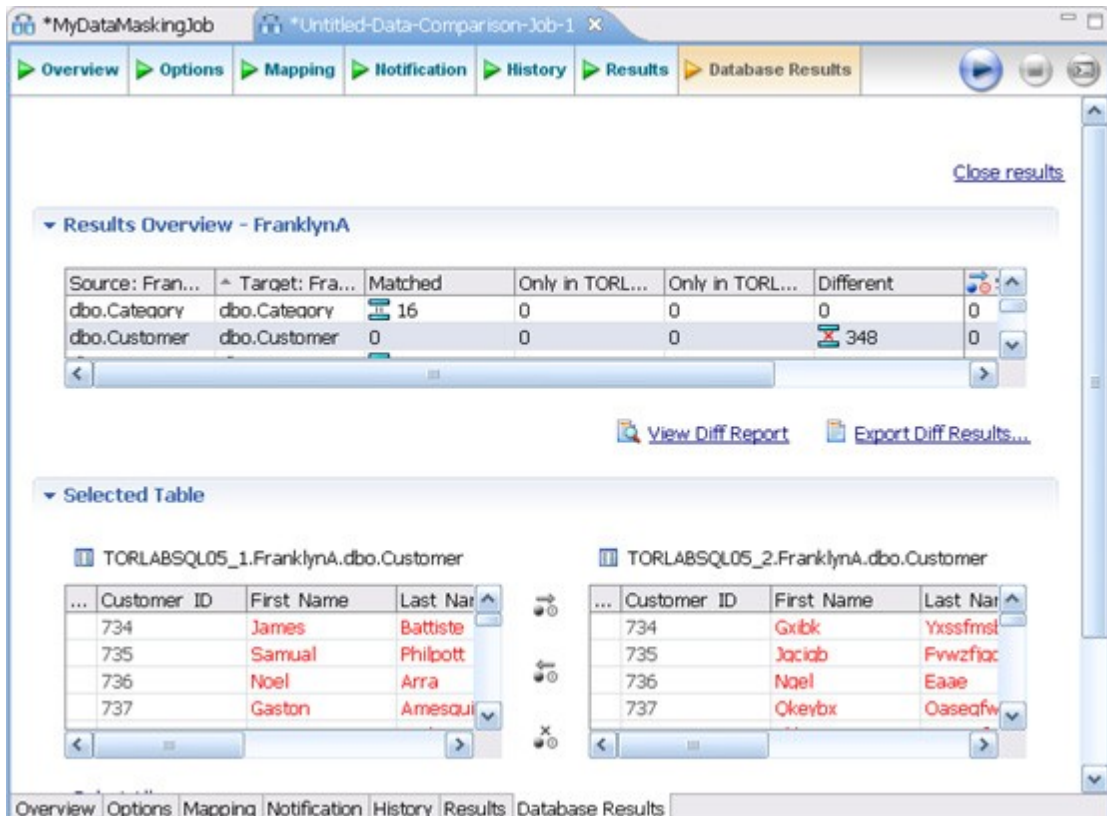 *MyDataMaskingJob *Untitled-Data-Comparison-Job-1
Overview Options Mapping Notification History Results Database Results
Close results
Results Overview - FranklynA
Source: Fran... Target: Fra... Matched Only in TORL... Only in TORL... Different
dbo.Category dbo.Category 16 0 0 0 0
dbo.Customer dbo.Customer 0 0 0 348 0
View Diff Report Export Diff Results...
Selected Table
TORLABSQL05_1.FranklynA.dbo.Customer TORLABSQL05_2.FranklynA.dbo.Customer
... Customer ID First Name Last Nar ... Customer ID First Name Last Nar
734 James Battiste 734 Gxibk
735 Samual Philpott 735
736 Noel Arra 736 Nqel Eaae
737 Gaston Amesqui 737 Qkeybx
Overview Options Mapping Notification History Results Database Results